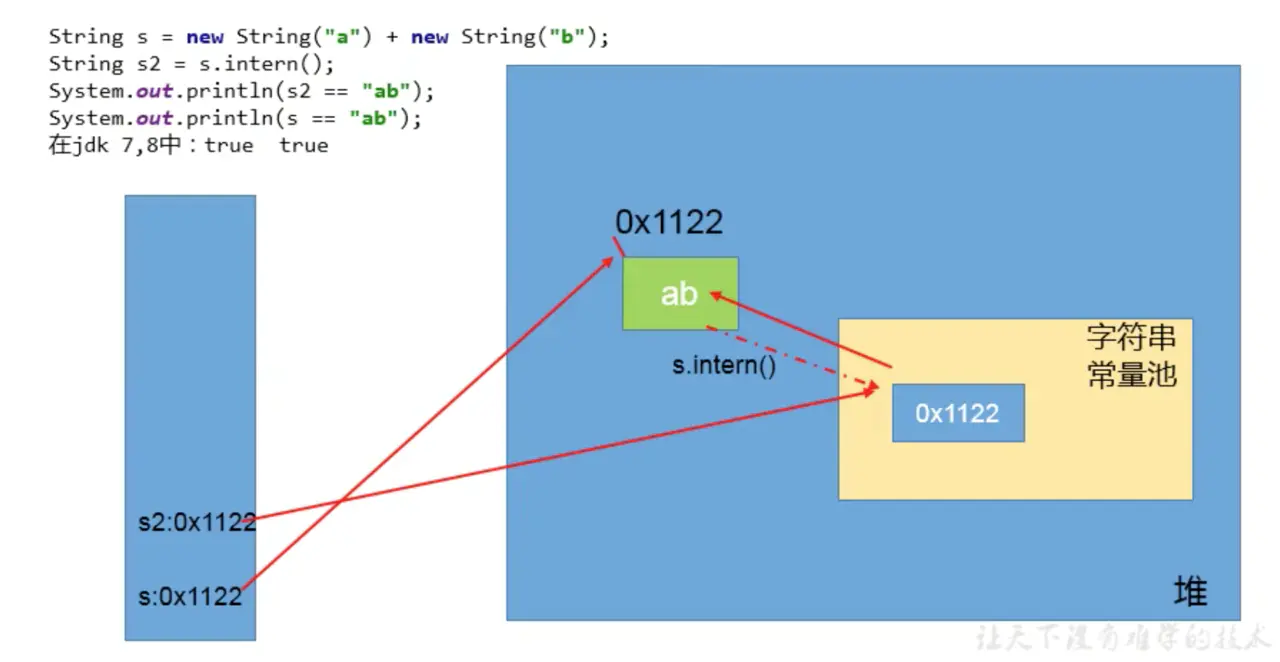 String s = new String("a") + new String("b");
String s2 = s.intern();
System.out.println(s2 == "ab");
System.out.println(s == "ab");
在jdk 7,8中：true  true
0x1122
ab
s.intern()
字符串
常量池
0x1122
s2:0x1122
s:0x1122
堆
让天下没有难学的技术